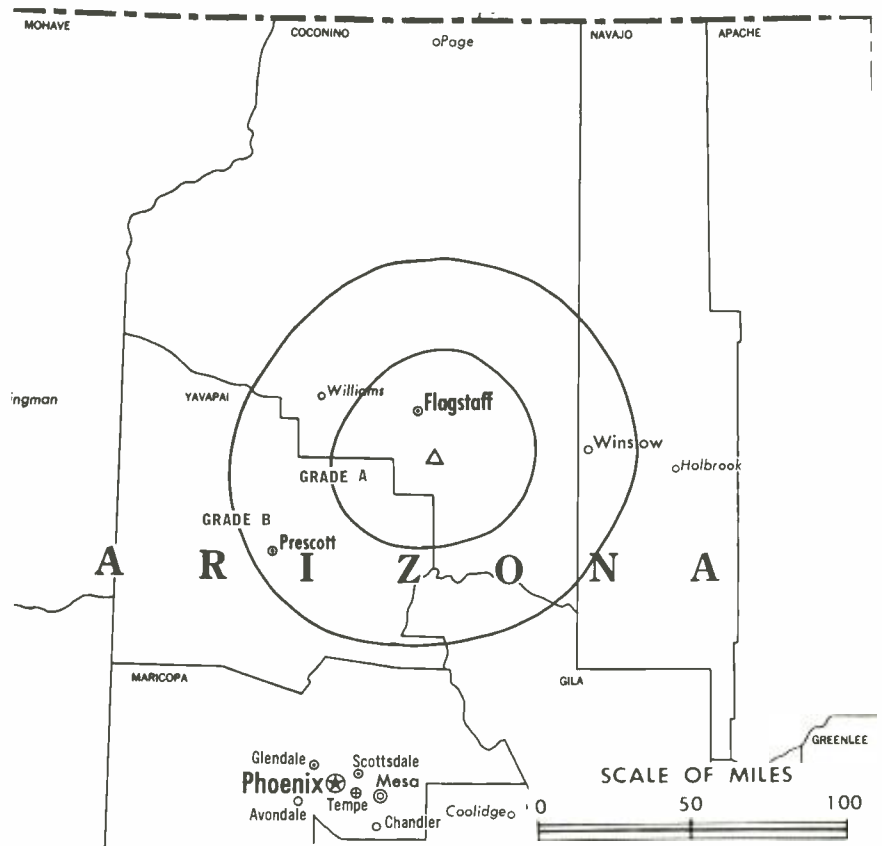 MOHAVE
COCONINO
NAVAJO
APACHE
Page
ingman
YAVAPAI
Williams
Flagstaff
Winslow
Holbrook
GRADE A
GRADE B
Prescott
A R I Z O N A
MARICOPA
GILA
GREENLEE
Glendale
Scottsdale
Phoenix
Mesa
Tempe
Avondale
Chandler
Coolidge
SCALE OF MILES
0 50 100